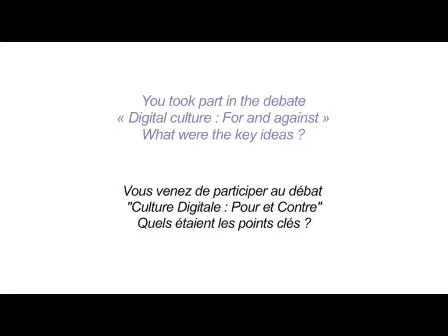 You took part in the debate
« Digital culture : For and against »
What were the key ideas ?
Vous venez de participer au débat
"Culture Digitale : Pour et Contre"
Quels étaient les points clés ?